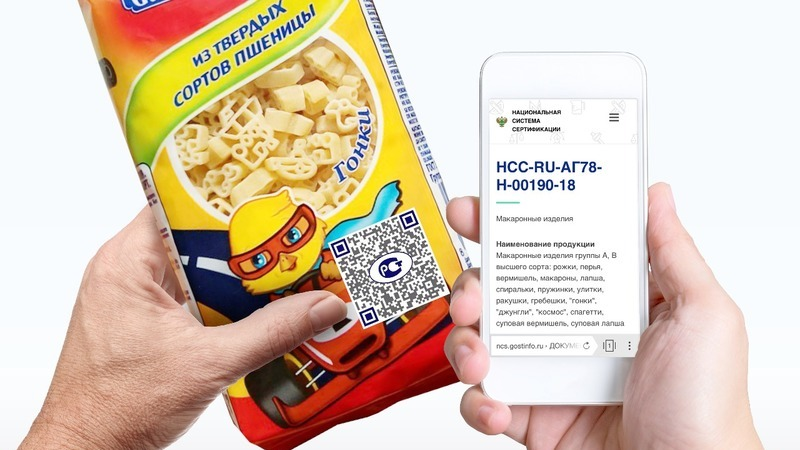 ИЗ ТВЕРДЫХ
СОРТОВ ПШЕНИЦЫ
Гонки
РСТ
НАЦИОНАЛЬНАЯ
СИСТЕМА
СЕРТИФИКАЦИИ
НСС-RU-АГ78-
Н-00190-18
Макаронные изделия
Наименование продукции
Макаронные изделия группы А, В
высшего сорта: рожки, перья,
вермишель, макароны, лапша,
спиральки, пружинки, улитки,
ракушки, гребешки, "гонки",
"джунгли", "космос", спагетти,
суповая вермишель, суповая лапша
ncs.gostinfo.ru › ДОКУМЕ
1